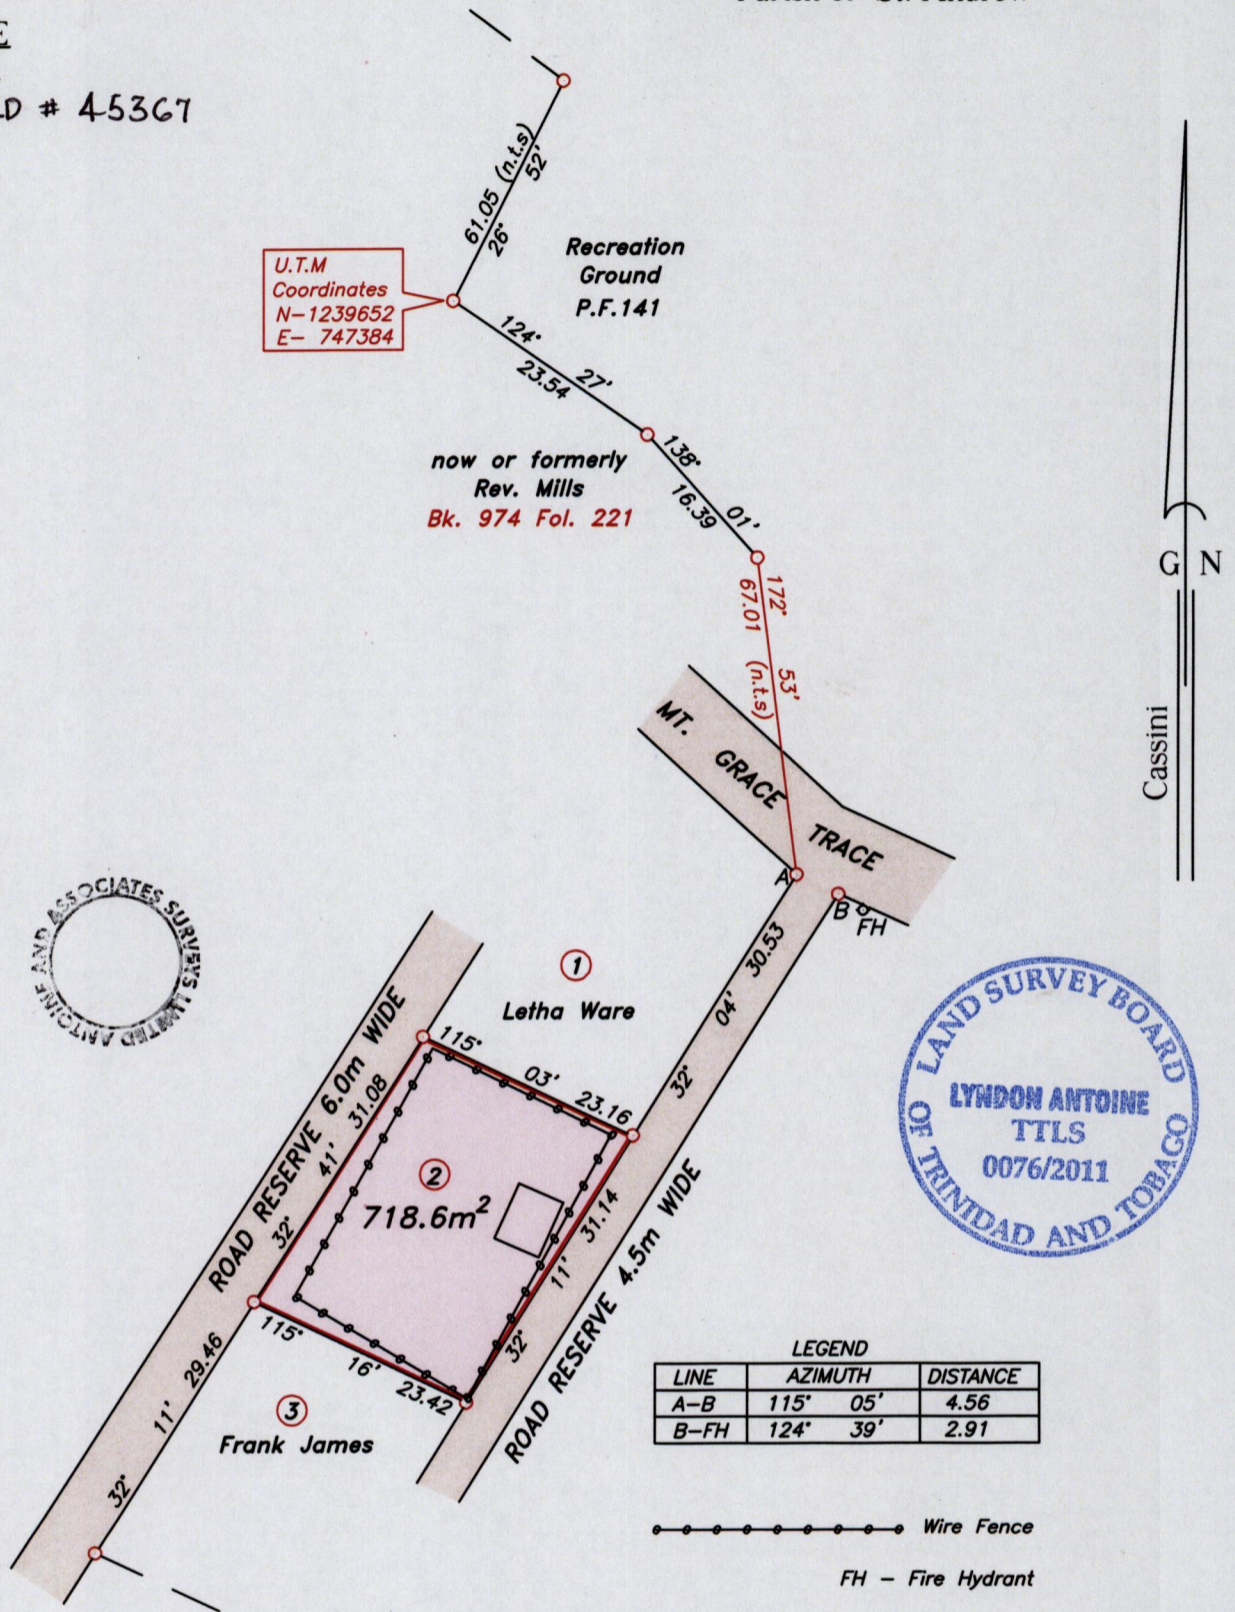 E
D # 45367
61.05 (n.t.s)
26° 52'
U.T.M
Coordinates
N-1239652
E- 747384
Recreation
Ground
P.F.141
124° 27'
23.54
now or formerly
Rev. Mills
Bk. 974 Fol. 221
138° 01'
16.39
172° 53'
67.01 (n.t.s)
G N
Cassini
MT. GRACE TRACE
A
B
FH
32° 04' 30.53
ANTOINE AND ASSOCIATES SURVEYS LIMITED
1
Letha Ware
LAND SURVEY BOARD
OF TRINIDAD AND TOBAGO
LYNDON ANTOINE
TTLS
0076/2011
ROAD RESERVE 6.0m WIDE
32° 41' 31.08
115° 03' 23.16
2
718.6m²
32° 11' 31.14
ROAD RESERVE 4.5m WIDE
115° 16' 23.42
32° 11' 29.46
3
Frank James
LEGEND
LINE AZIMUTH DISTANCE
A-B 115° 05' 4.56
B-FH 124° 39' 2.91
Wire Fence
FH - Fire Hydrant